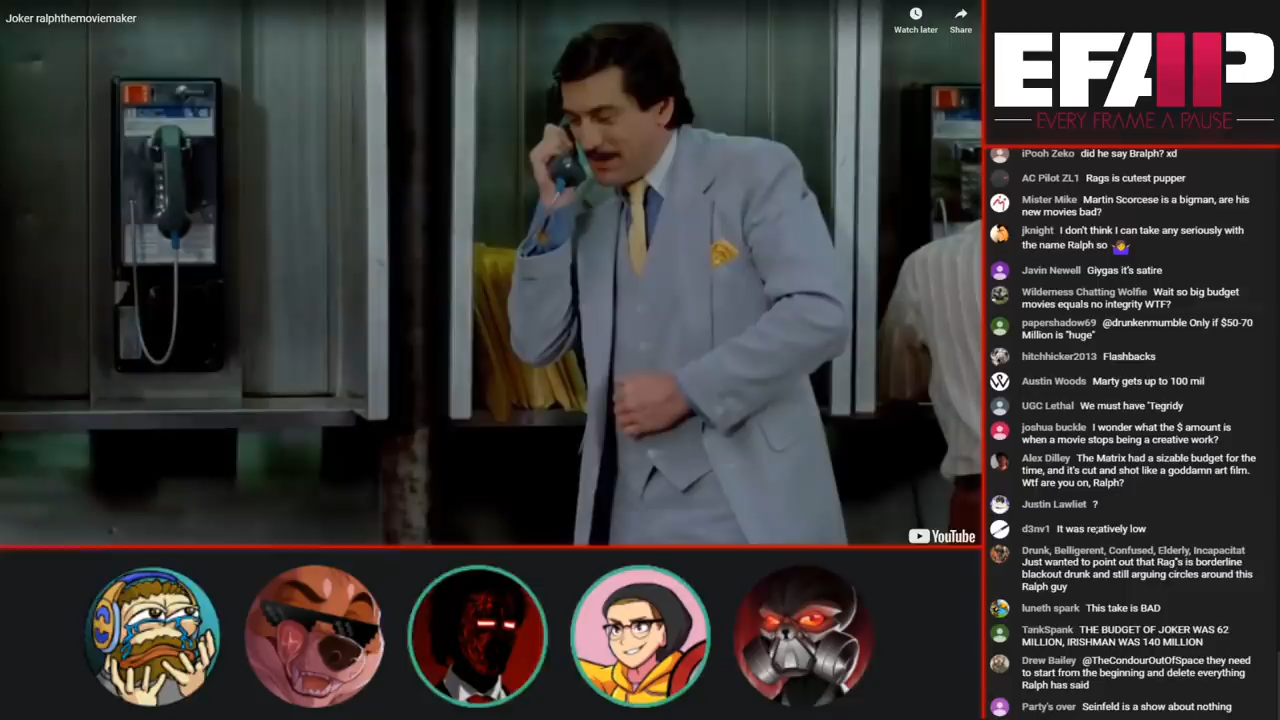 Joker ralphthemoviemaker
Watch later
Share
YouTube
EFAP
EVERY FRAME A PAUSE
iPooh Zeko did he say Bralph? xd
AC Pilot ZL1 Rags is cutest pupper
Mister Mike Martin Scorcese is a bigman, are his
new movies bad?
jknight I don't think I can take any seriously with
the name Ralph so
Javin Newell Giygas it's satire
Wilderness Chatting Wolfie Wait so big budget
movies equals no integrity WTF?
papershadow69 @drunkenmumble Only if $50-70
Million is "huge"
hitchhicker2013 Flashbacks
Austin Woods Marty gets up to 100 mil
UGC Lethal We must have 'Tegridy
joshua buckle I wonder what the $ amount is
when a movie stops being a creative work?
Alex Dilley The Matrix had a sizable budget for the
time, and it's cut and shot like a goddamn art film.
Wtf are you on, Ralph?
Justin Lawliet ?
d3nv1 It was re;atively low
Drunk, Belligerent, Confused, Elderly, Incapacitat
Just wanted to point out that Rag"s is borderline
blackout drunk and still arguing circles around this
Ralph guy
luneth spark This take is BAD
TankSpank THE BUDGET OF JOKER WAS 62
MILLION, IRISHMAN WAS 140 MILLION
Drew Bailey @TheCondourOutOfSpace they need
to start from the beginning and delete everything
Ralph has said
Party's over Seinfeld is a show about nothing